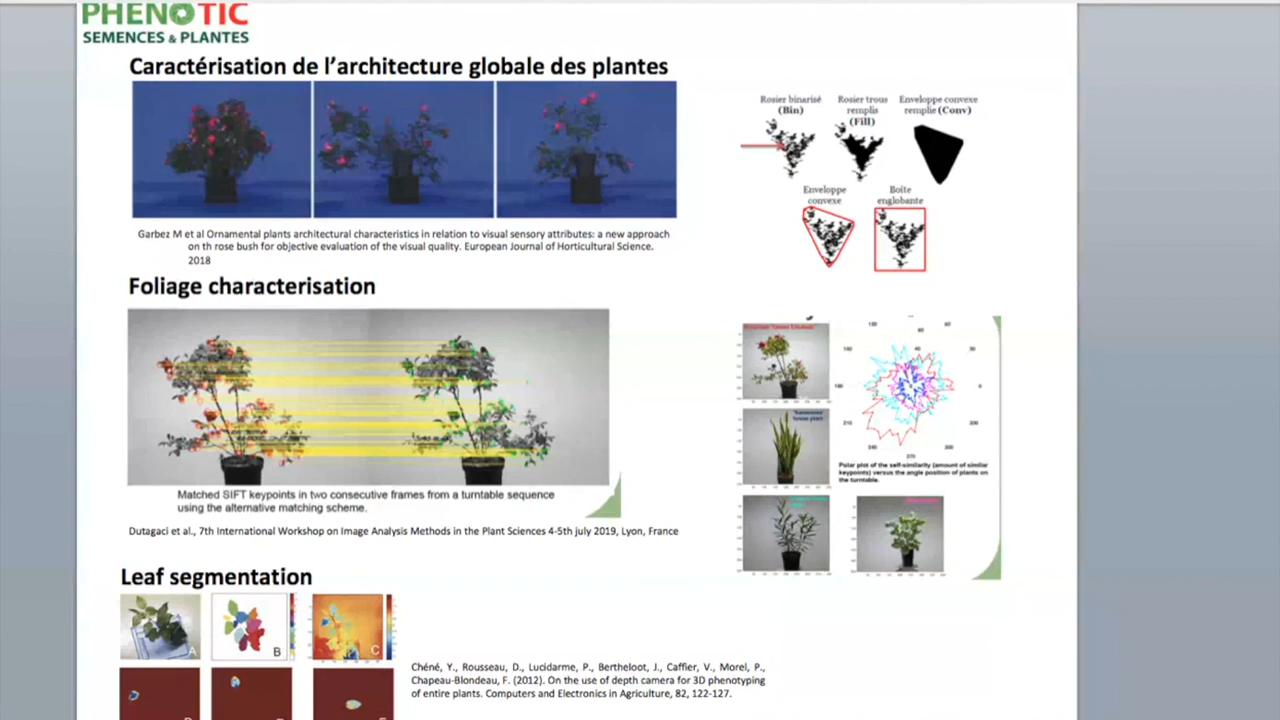 PHENOTIC
SEMENCES & PLANTES
Caractérisation de l'architecture globale des plantes
Rosier binarisé
(Bin)
Rosier trous
remplis
(Fill)
Enveloppe convexe
remplie (Conv)
Enveloppe
convexe
Boîte
englobante
Garbez M et al Ornamental plants architectural characteristics in relation to visual sensory attributes: a new approach
on th rose bush for objective evaluation of the visual quality. European Journal of Horticultural Science.
2018
Foliage characterisation
Matched SIFT keypoints in two consecutive frames from a turntable sequence
using the alternative matching scheme.
Polar plot of the self-similarity (amount of similar
keypoints) versus the angle position of plants on
the turntable.
Dutagaci et al., 7th International Workshop on Image Analysis Methods in the Plant Sciences 4-5th july 2019, Lyon, France
Leaf segmentation
A
B
C
Chéné, Y., Rousseau, D., Lucidarme, P., Bertheloot, J., Caffier, V., Morel, P.,
Chapeau-Blondeau, F. (2012). On the use of depth camera for 3D phenotyping
of entire plants. Computers and Electronics in Agriculture, 82, 122-127.